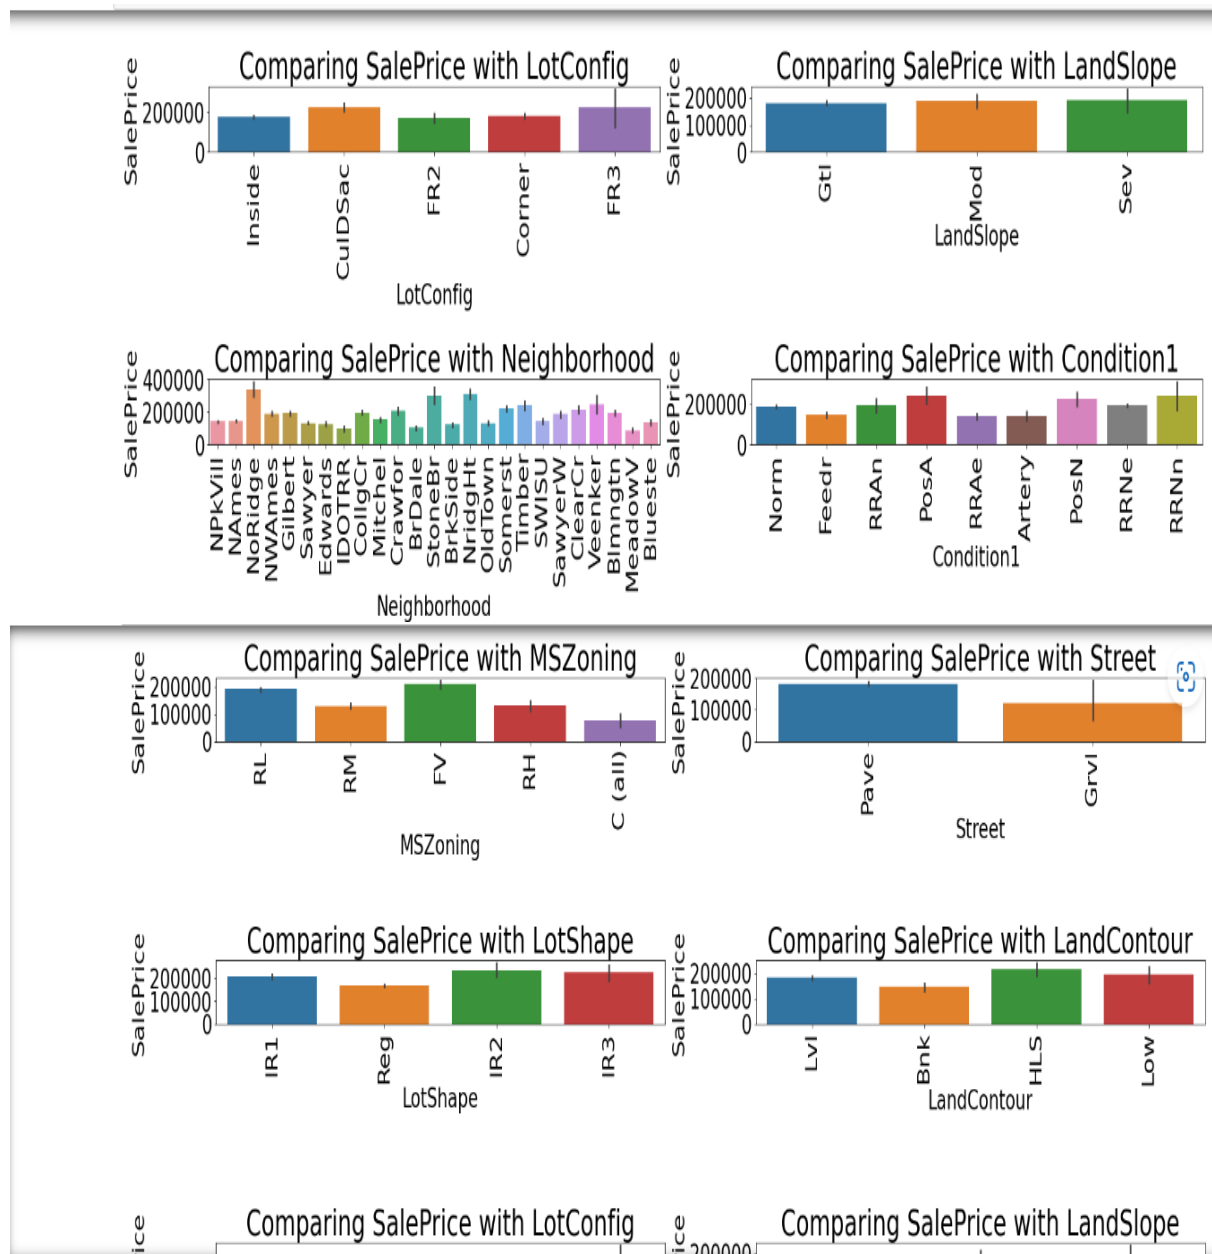 Comparing SalePrice with LotConfig
SalePrice
200000
0
Inside
CulDSac
FR2
Corner
FR3
LotConfig
Comparing SalePrice with LandSlope
SalePrice
200000
100000
0
Gtl
Mod
Sev
LandSlope
Comparing SalePrice with Neighborhood
SalePrice
400000
200000
0
NPkVill
NAmes
NoRidge
NWAmes
Gilbert
Sawyer
Edwards
IDOTRR
CollgCr
Mitchel
Crawfor
BrDale
StoneBr
BrkSide
NridgHt
OldTown
Somerst
Timber
SWISU
SawyerW
ClearCr
Veenker
Blmngtn
MeadowV
Blueste
Neighborhood
Comparing SalePrice with Condition1
SalePrice
200000
0
Norm
Feedr
RRAn
PosA
RRAe
Artery
PosN
RRNe
RRNn
Condition1
Comparing SalePrice with MSZoning
SalePrice
200000
100000
0
RL
RM
FV
RH
C (all)
MSZoning
Comparing SalePrice with Street
SalePrice
200000
100000
0
Pave
Grvl
Street
Comparing SalePrice with LotShape
SalePrice
200000
100000
0
IR1
Reg
IR2
IR3
LotShape
Comparing SalePrice with LandContour
SalePrice
200000
100000
0
Lvl
Bnk
HLS
Low
LandContour
Comparing SalePrice with LotConfig
ice
Comparing SalePrice with LandSlope
ice
200000